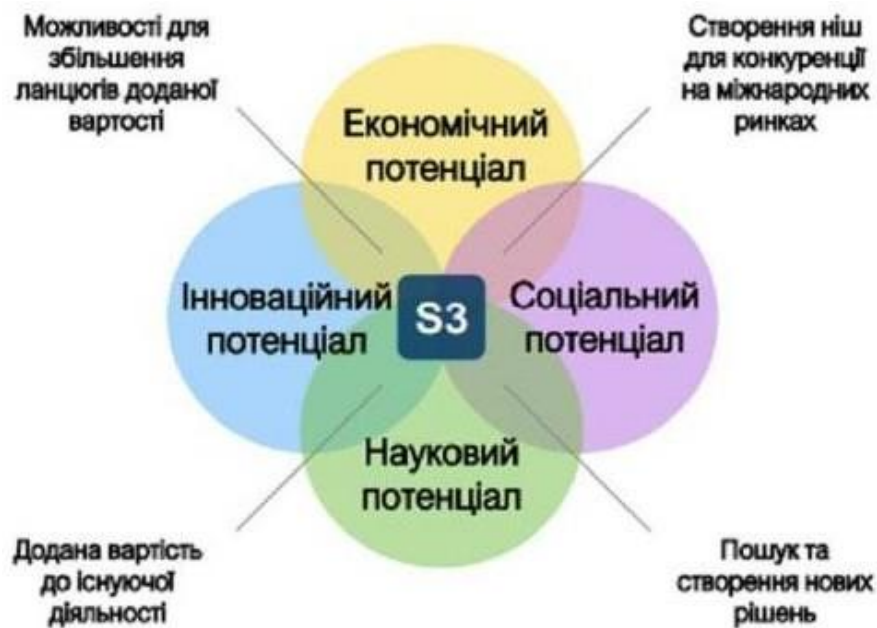 Можливості для
збільшення
ланцюгів доданої
вартості
Створення ніш
для конкуренції
на міжнародних
ринках
Економічний
потенціал
Інноваційний
потенціал
S3
Соціальний
потенціал
Науковий
потенціал
Додана вартість
до існуючої
діяльності
Пошук та
створення нових
рішень